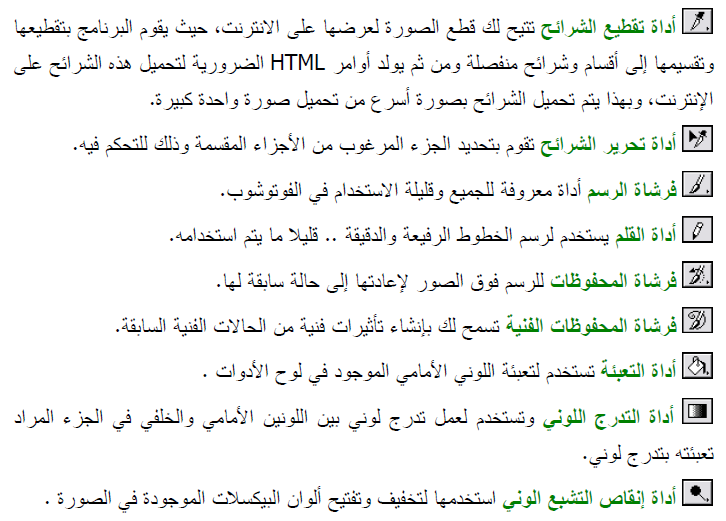 أداة تقطيع الشرائح تتيح لك قطع الصورة لعرضها على الانترنت، حيث يقوم البرنامج بتقطيعها
وتقسيمها إلى أقسام وشرائح منفصلة ومن ثم يولد أوامر HTML الضرورية لتحميل هذه الشرائح على
الإنترنت، وبهذا يتم تحميل الشرائح بصورة أسرع من تحميل صورة واحدة كبيرة.
أداة تحرير الشرائح تقوم بتحديد الجزء المرغوب من الأجزاء المقسمة وذلك للتحكم فيه.
فرشاة الرسم أداة معروفة للجميع وقليلة الاستخدام في الفوتوشوب.
أداة القلم يستخدم لرسم الخطوط الرفيعة والدقيقة .. قليلا ما يتم استخدامه.
فرشاة المحفوظات للرسم فوق الصور لإعادتها إلى حالة سابقة لها.
فرشاة المحفوظات الفنية تسمح لك بإنشاء تأثيرات فنية من الحالات الفنية السابقة.
أداة التعبئة تستخدم لتعبئة اللوني الأمامي الموجود في لوح الأدوات .
أداة التدرج اللوني وتستخدم لعمل تدرج لوني بين اللونين الأمامي والخلفي في الجزء المراد
تعبئته بتدرج لوني.
أداة إنقاص التشبع الوني استخدمها لتخفيف وتفتيح ألوان البيكسلات الموجودة في الصورة .